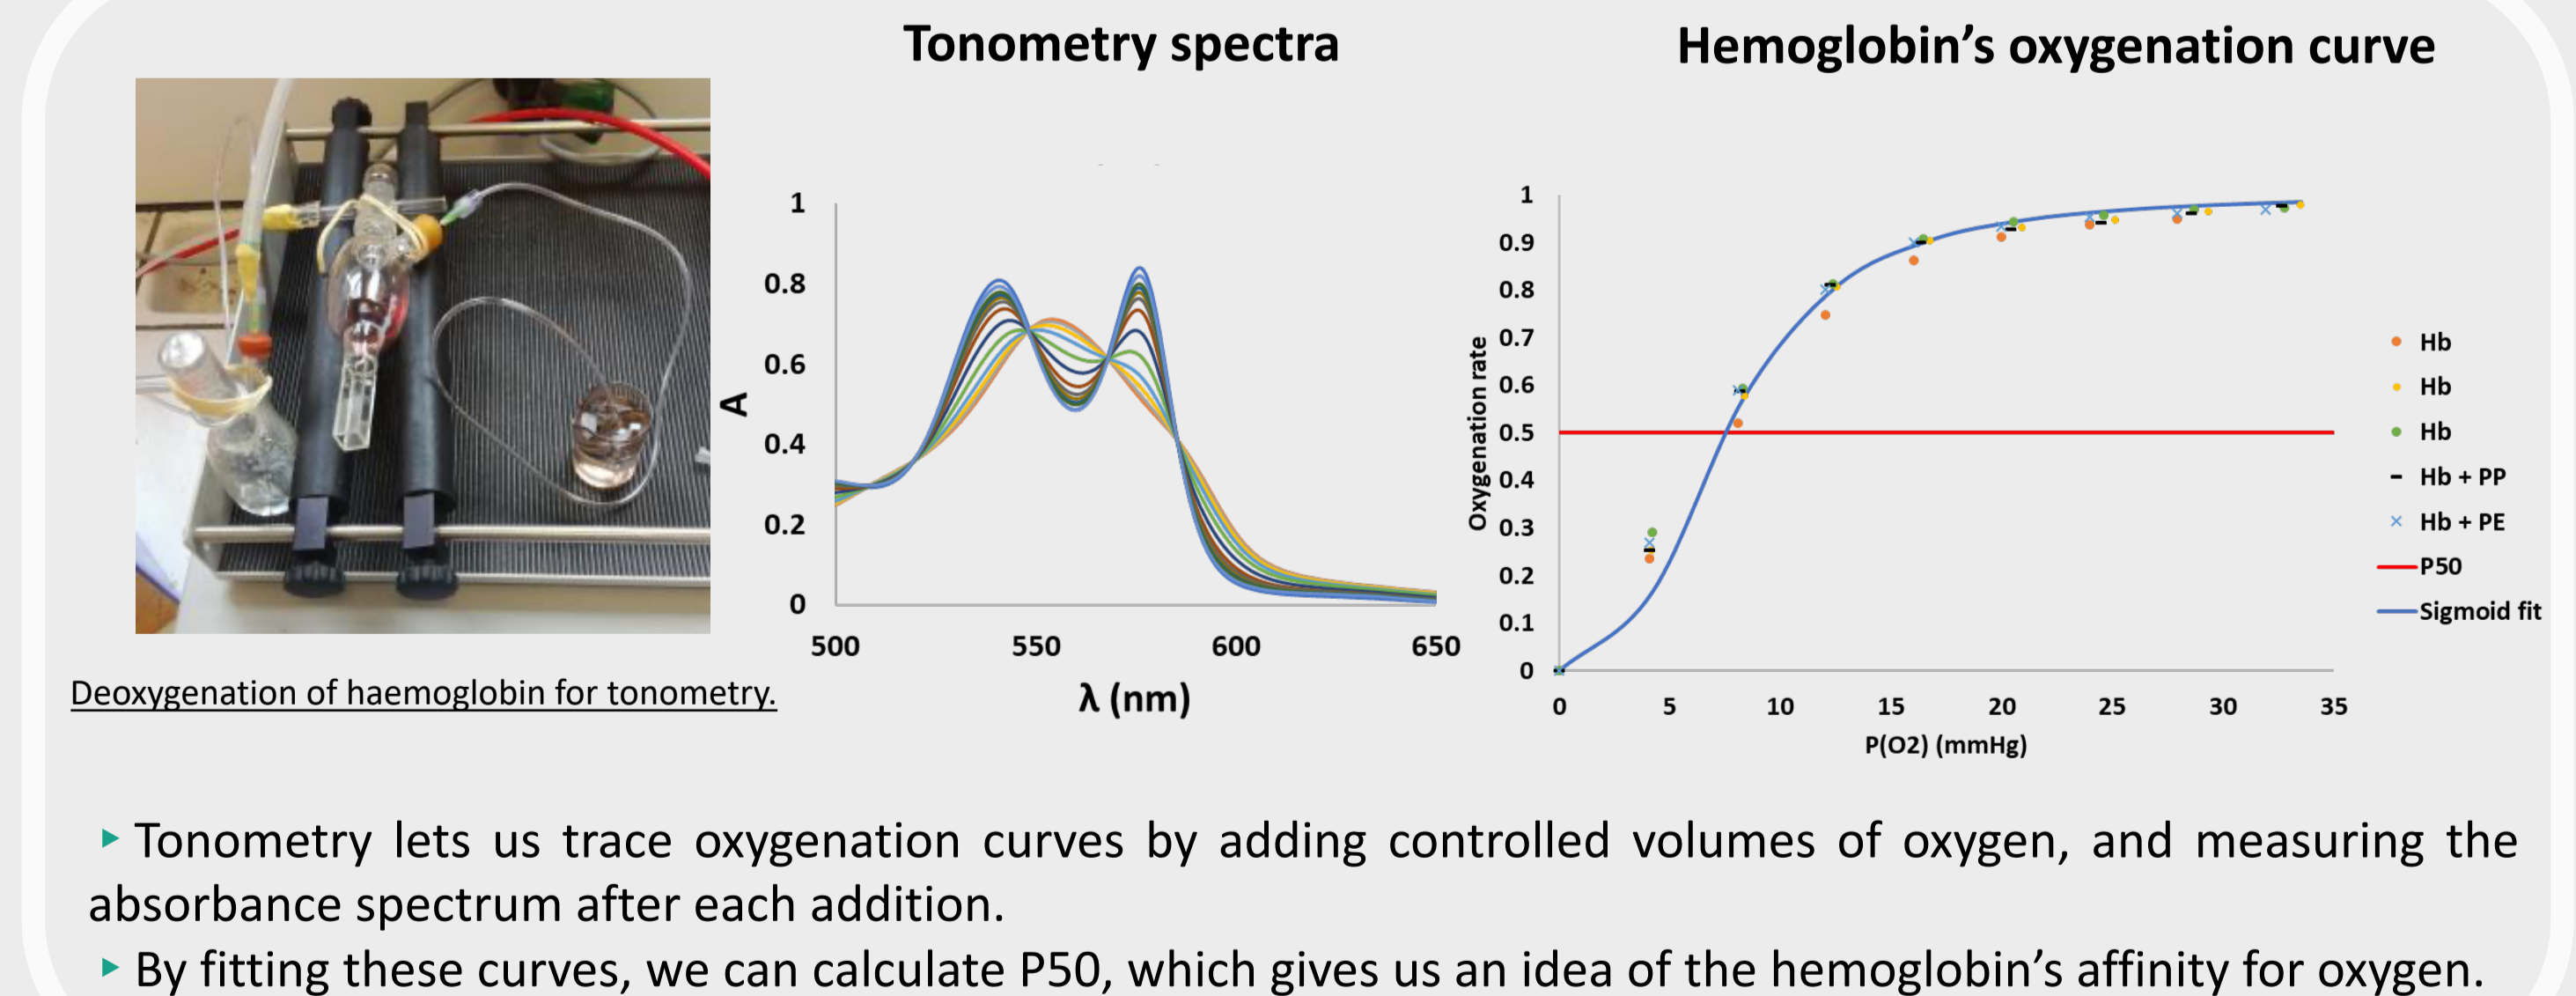 Tonometry spectra
Hemoglobin’s oxygenation curve
1
0.8
0.6
0.4
0.2
0
A
500
550
600
650
λ (nm)
1
0.9
0.8
0.7
0.6
0.5
0.4
0.3
0.2
0.1
0
Oxygenation rate
0
5
10
15
20
25
30
35
P(O2) (mmHg)
Hb
Hb
Hb
Hb + PP
Hb + PE
P50
Sigmoid fit
Deoxygenation of haemoglobin for tonometry.
Tonometry lets us trace oxygenation curves by adding controlled volumes of oxygen, and measuring the
absorbance spectrum after each addition.
By fitting these curves, we can calculate P50, which gives us an idea of the hemoglobin’s affinity for oxygen.